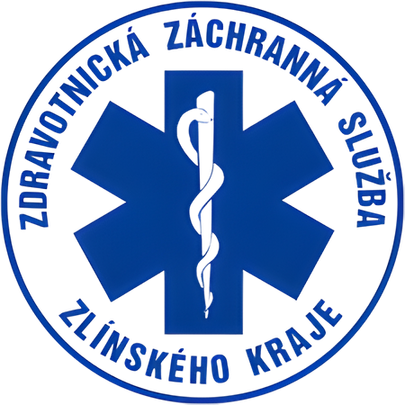 ZDRAVOTNICKÁ ZÁCHRANNÁ SLUŽBA
ZLÍNSKÉHO KRAJE